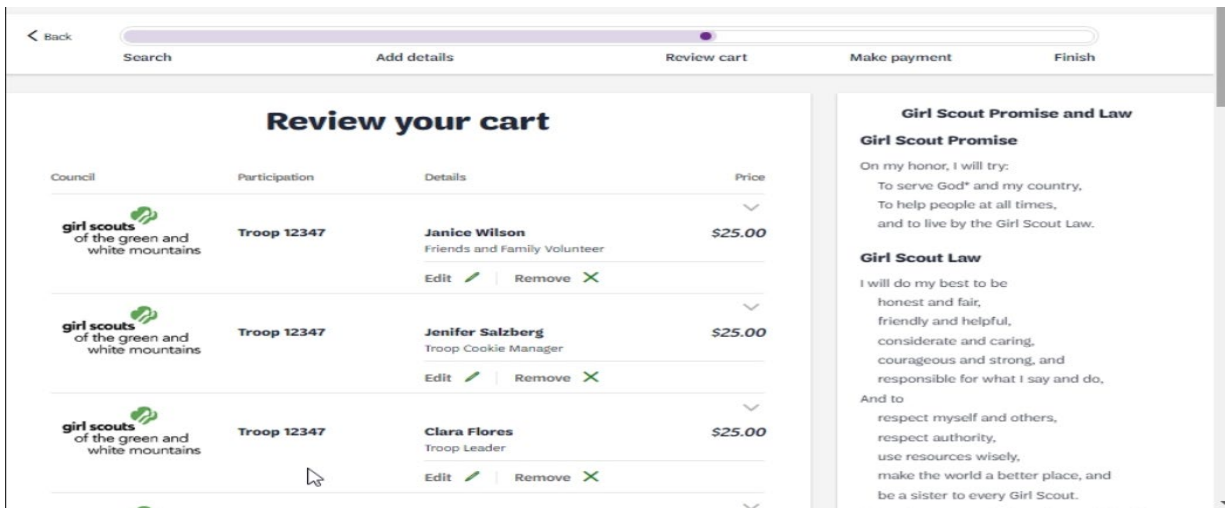 Back
Search Add details Review cart Make payment Finish
Review your cart
Council Participation Details Price
girl scouts
of the green and
white mountains
Troop 12347
Janice Wilson
Friends and Family Volunteer
$25.00
Edit Remove
girl scouts
of the green and
white mountains
Troop 12347
Jenifer Salzberg
Troop Cookie Manager
$25.00
Edit Remove
girl scouts
of the green and
white mountains
Troop 12347
Clara Flores
Troop Leader
$25.00
Edit Remove
Girl Scout Promise and Law
Girl Scout Promise
On my honor, I will try:
To serve God* and my country,
To help people at all times,
and to live by the Girl Scout Law.
Girl Scout Law
I will do my best to be
honest and fair,
friendly and helpful,
considerate and caring,
courageous and strong, and
responsible for what I say and do,
And to
respect myself and others,
respect authority,
use resources wisely,
make the world a better place, and
be a sister to every Girl Scout.